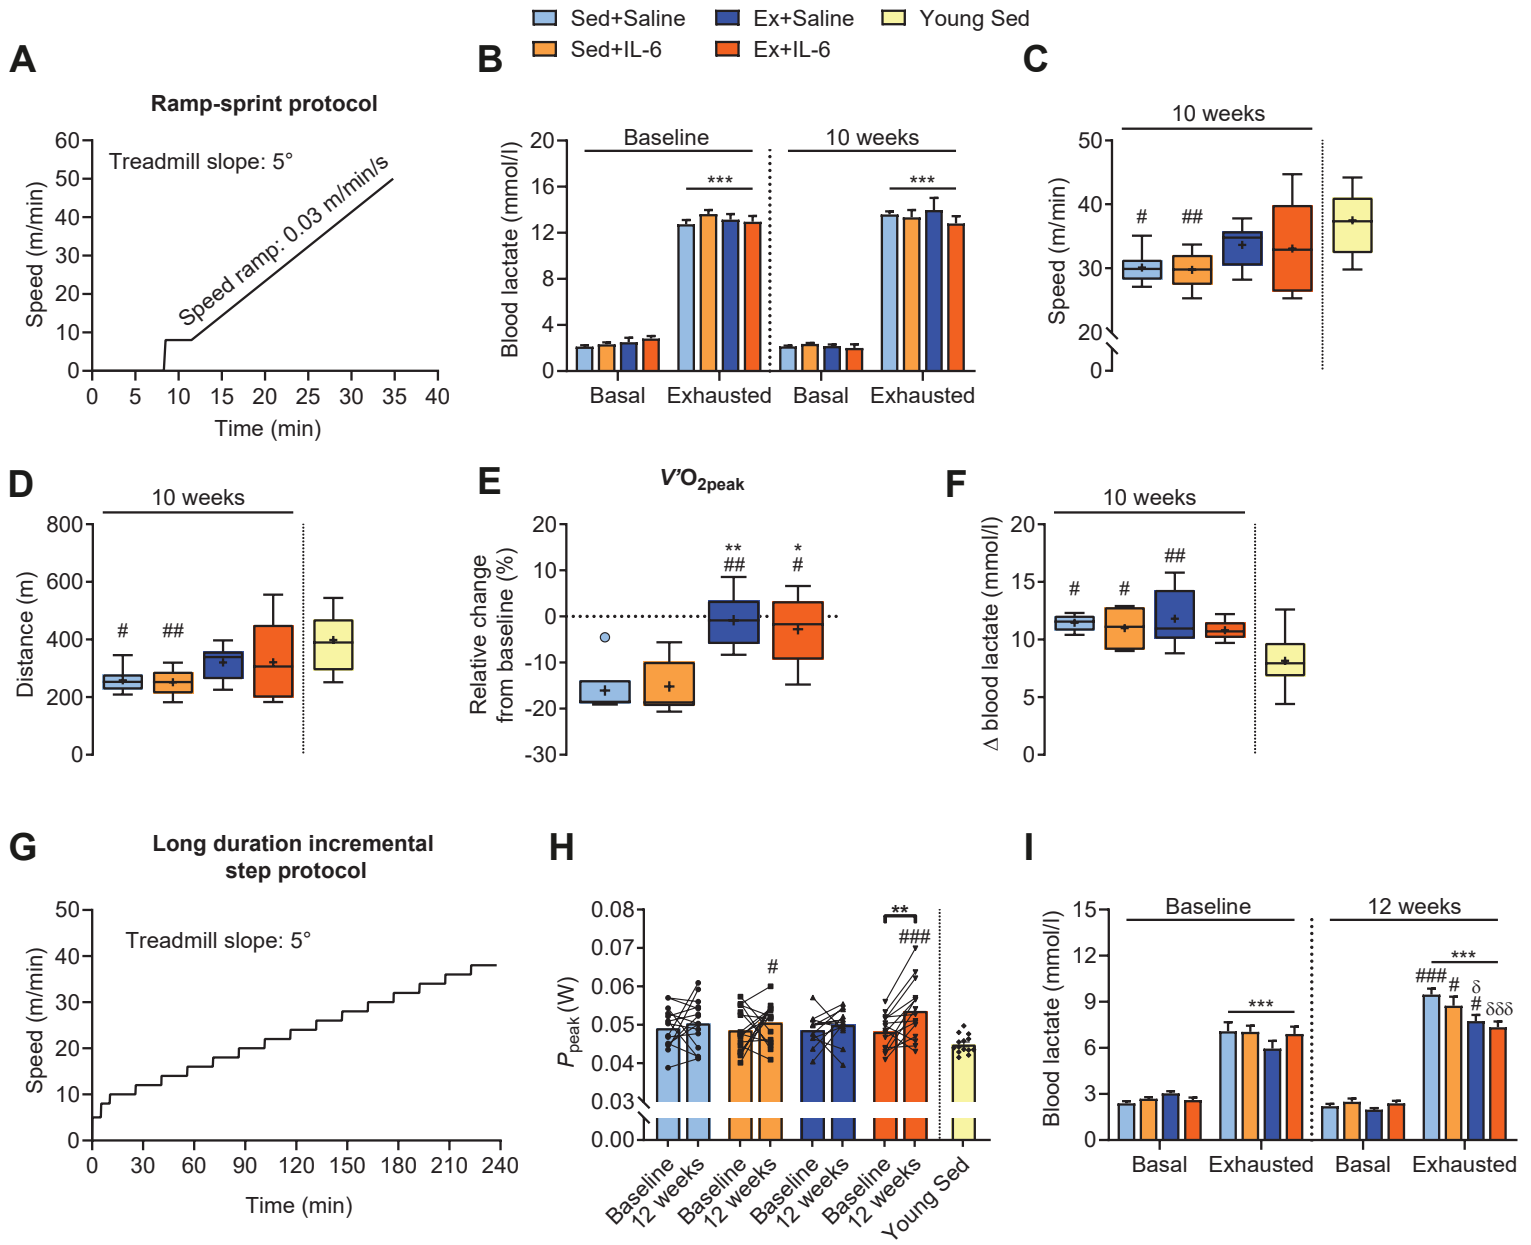 Sed+Saline Ex+Saline Young Sed
Sed+IL-6 Ex+IL-6
A
Ramp-sprint protocol
Treadmill slope: 5°
Speed ramp: 0.03 m/min/s
Speed (m/min)
60
50
40
30
20
10
0
0 5 10 15 20 25 30 35 40
Time (min)
B
Baseline 10 weeks
Blood lactate (mmol/l)
20
16
12
8
4
0
*** ***
Basal Exhausted Basal Exhausted
C
10 weeks
Speed (m/min)
50
40
30
20
0
# ##
D
10 weeks
Distance (m)
800
600
400
200
0
# ##
E
V'O2peak
Relative change
from baseline (%)
20
10
0
-10
-20
-30
** *
## #
F
10 weeks
Δ blood lactate (mmol/l)
20
15
10
5
0
# # ##
G
Long duration incremental
step protocol
Treadmill slope: 5°
Speed (m/min)
50
40
30
20
10
0
0 30 60 90 120 150 180 210 240
Time (min)
H
Ppeak (W)
0.08
0.07
0.06
0.05
0.04
0.03
0.00
**
# ###
Baseline
12 weeks
Baseline
12 weeks
Baseline
12 weeks
Baseline
12 weeks
Young Sed
I
Baseline 12 weeks
Blood lactate (mmol/l)
15
12
9
6
3
0
*** ***
### # δ
# δδδ
Basal Exhausted Basal Exhausted